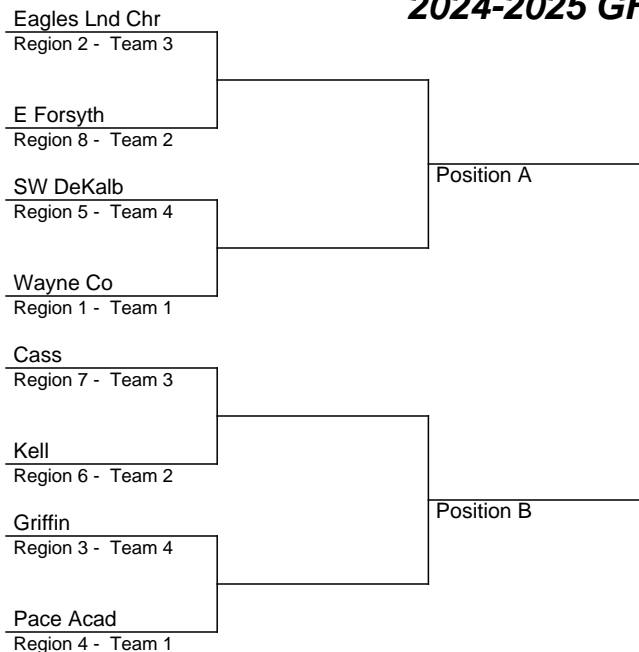 2024-2025 GH
Eagles Lnd Chr
Region 2 - Team 3
E Forsyth
Region 8 - Team 2
Position A
SW DeKalb
Region 5 - Team 4
Wayne Co
Region 1 - Team 1
Cass
Region 7 - Team 3
Kell
Region 6 - Team 2
Position B
Griffin
Region 3 - Team 4
Pace Acad
Region 4 - Team 1